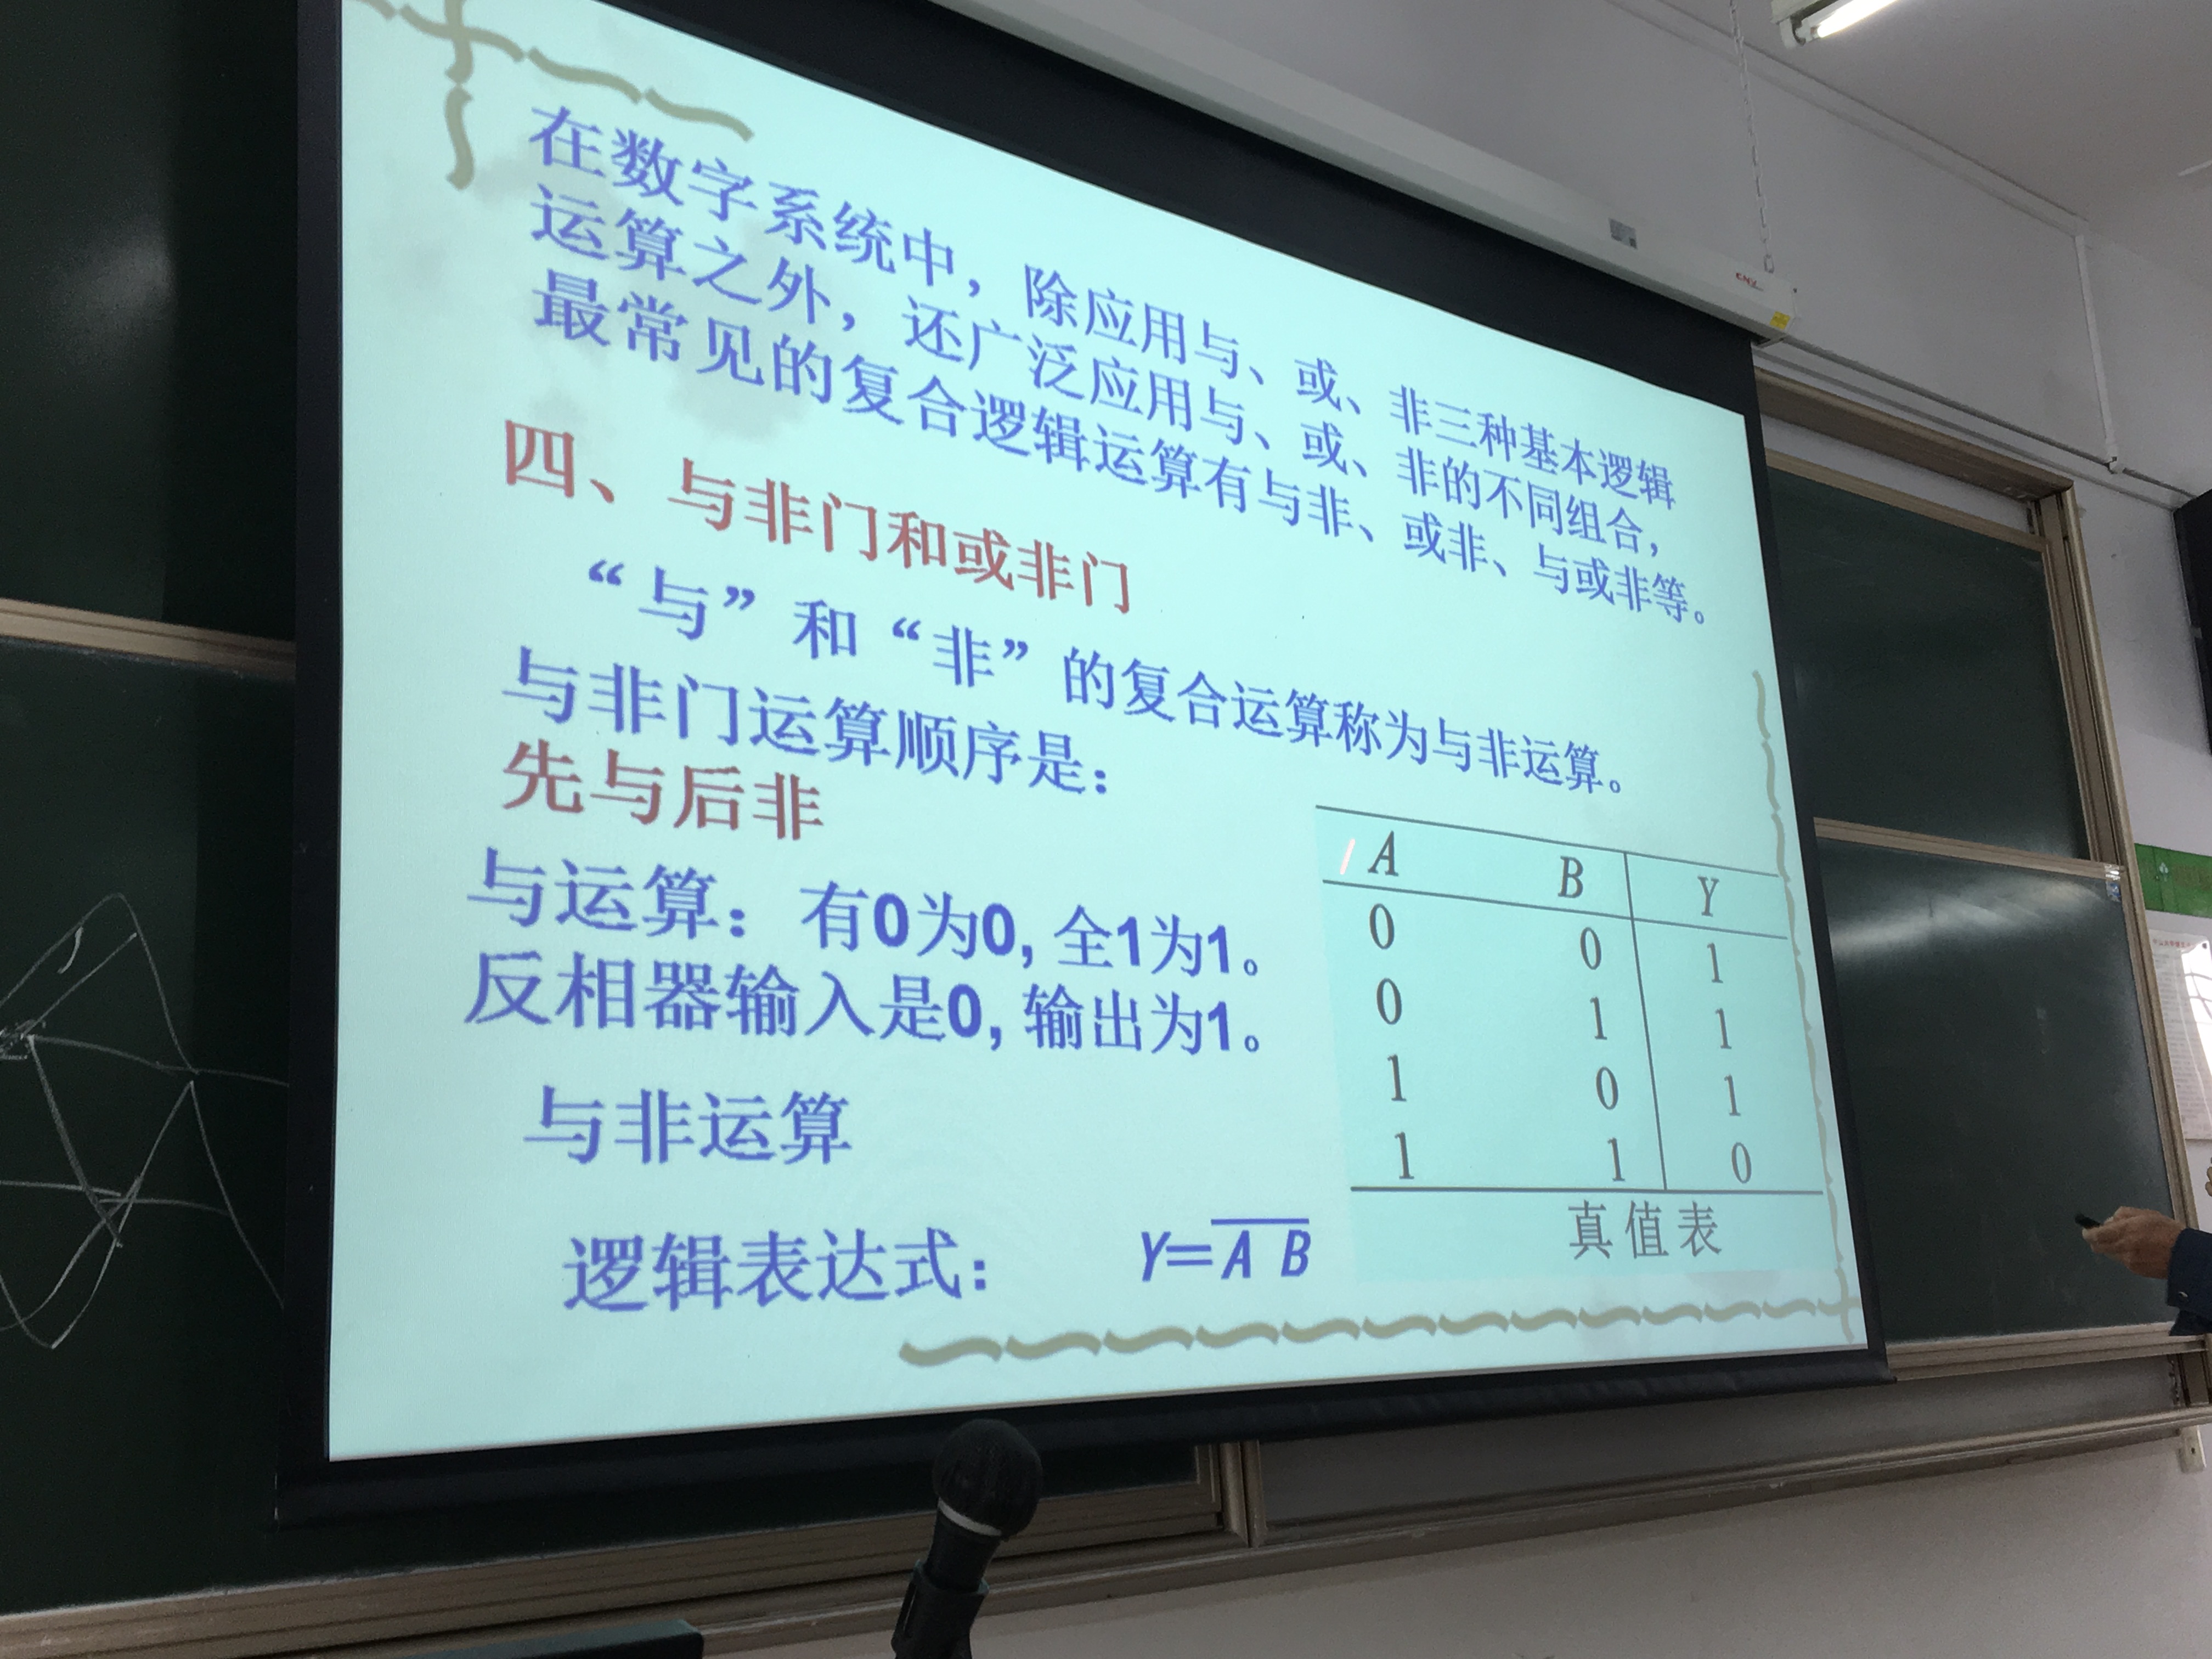 在数字系统中，除应用与、或、非三种基本逻辑
运算之外，还广泛应用与、或、非的不同组合，
最常见的复合逻辑运算有与非、或非、与或非等。
四、与非门和或非门
“与”和“非”的复合运算称为与非运算。
与非门运算顺序是：
先与后非
与运算：有0为0, 全1为1。
反相器输入是0, 输出为1。
与非运算
逻辑表达式： Y=\overline{A B}
A B Y
0 0 1
0 1 1
1 0 1
1 1 0
真值表